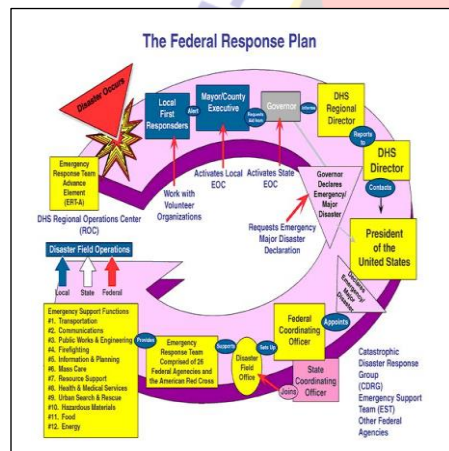 The Federal Response Plan
Disaster Occurs
Local
First
Responsders
Alert
Mayor/County
Executive
Requests
Aid from
Governor
Informs
DHS
Regional
Director
Reports
to
DHS
Director
Contacts
President
of the
United States
Emergency
Response Team
Advance
Element
(ERT-A)
DHS Regional Operations Center
(ROC)
Work with
Volunteer
Organizations
Activates Local
EOC
Activates State
EOC
Governor
Declares
Emergency/
Major
Disaster
Requests Emergency
Major Disaster
Declaration
Declares
Emergency/
Major
Disaster
Appoints
Federal
Coordinating
Officer
State
Coordinating
Officer
Joins
Sets Up
Disaster
Field
Office
Supports
Emergency
Response Team
Comprised of 26
Federal Agencies and
the American Red Cross
Provides
Disaster Field Operations
Local
State
Federal
Emergency Support Functions
#1. Transportation
#2. Communications
#3. Public Works & Engineering
#4. Firefighting
#5. Information & Planning
#6. Mass Care
#7. Resource Support
#8. Health & Medical Services
#9. Urban Search & Rescue
#10. Hazardous Materials
#11. Food
#12. Energy
Catastrophic
Disaster Response
Group
(CDRG)
Emergency Support
Team (EST)
Other Federal
Agencies